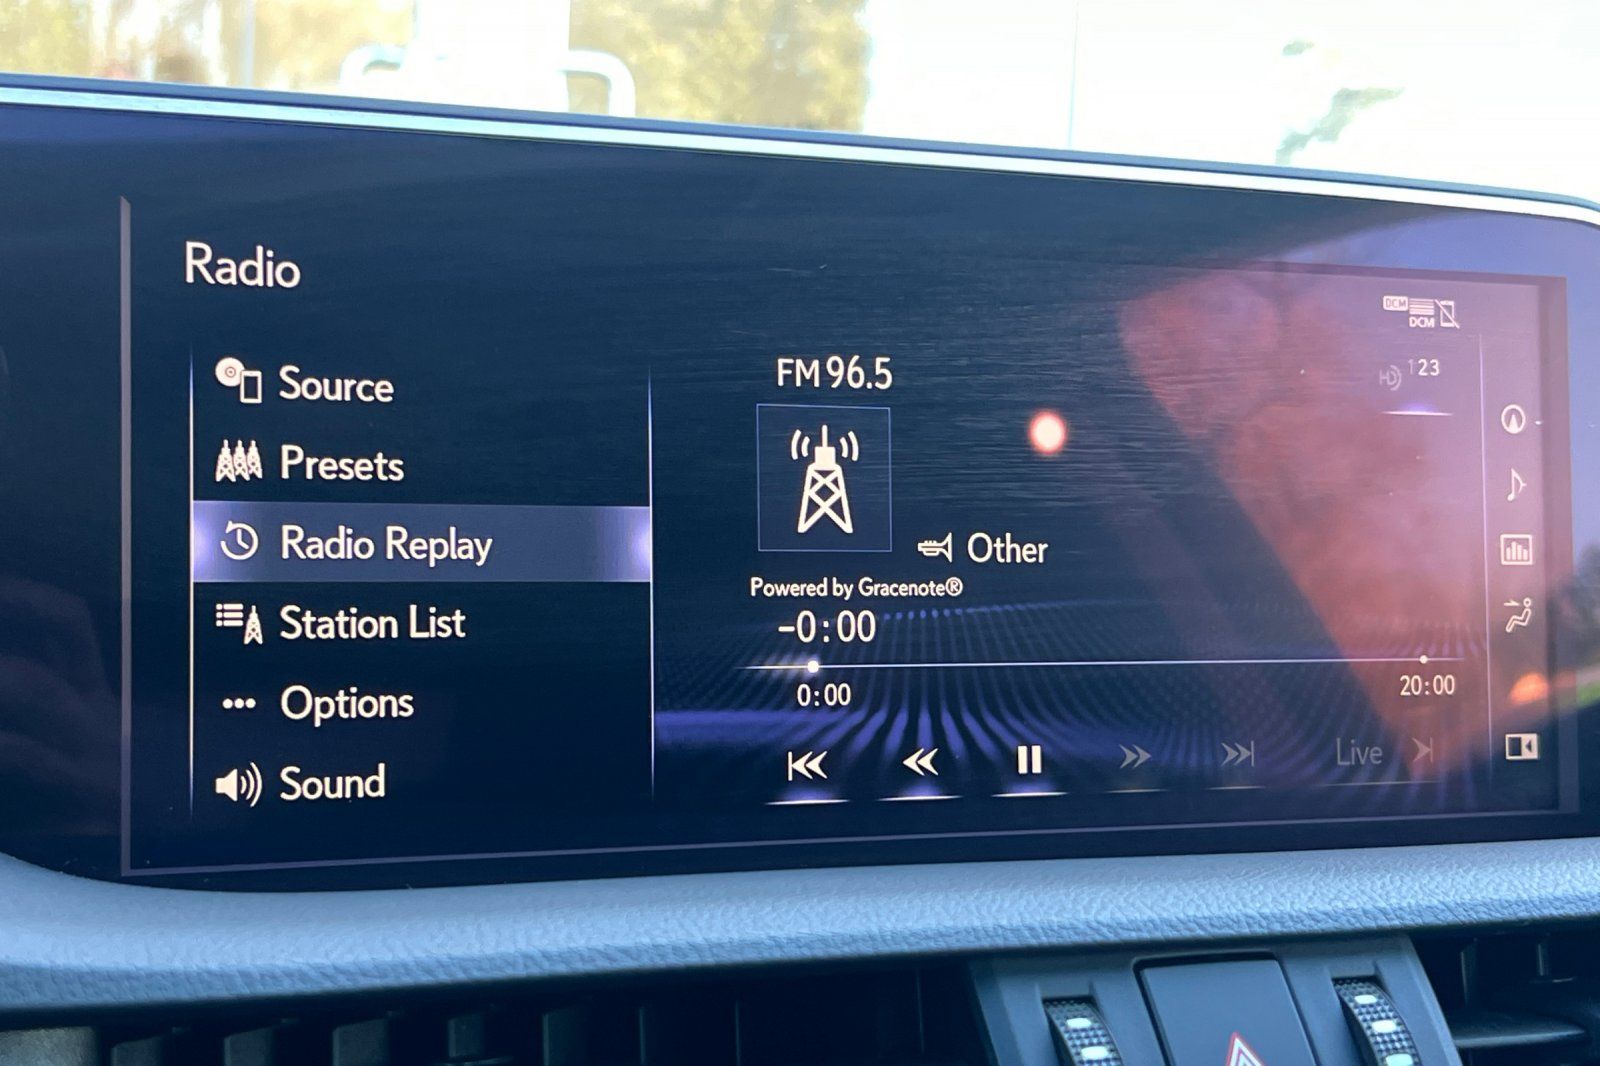 Radio
Source
Presets
Radio Replay
Station List
Options
Sound
DCM
DCM
FM 96.5
HD 123
Other
Powered by Gracenote®
-0:00
0:00
20:00
Live